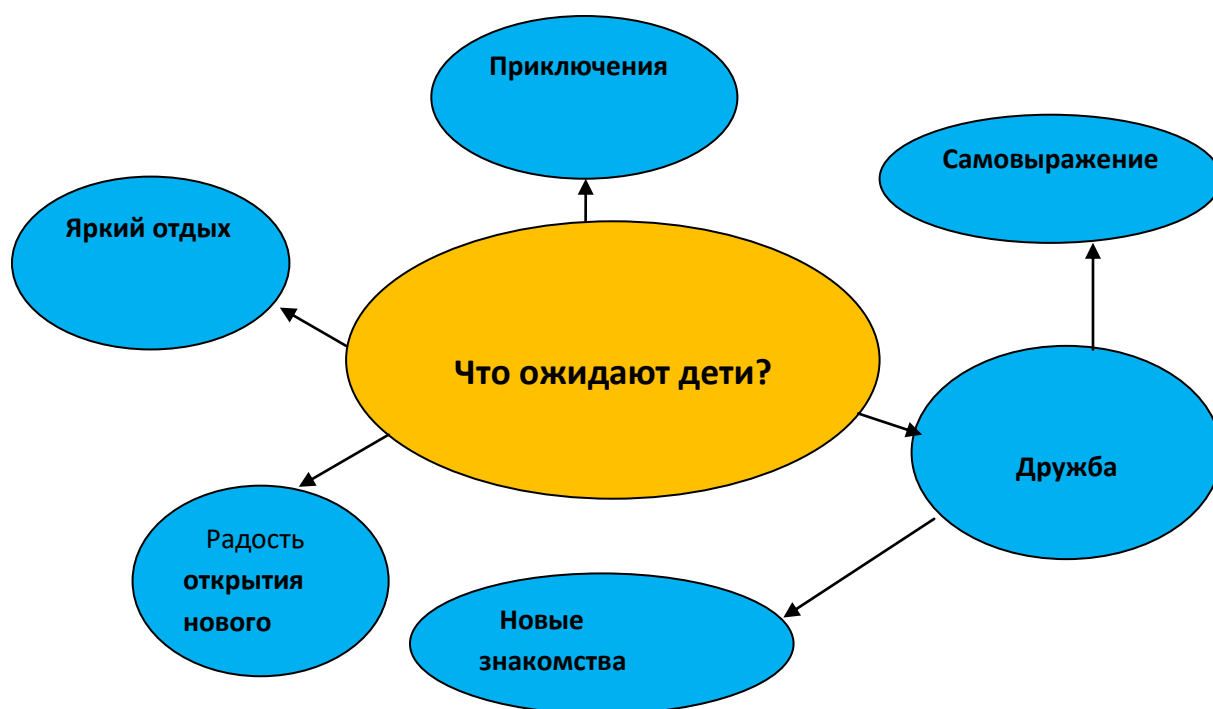 Приключения
Самовыражение
Яркий отдых
Что ожидают дети?
Дружба
Радость
открытия
нового
Новые
знакомства